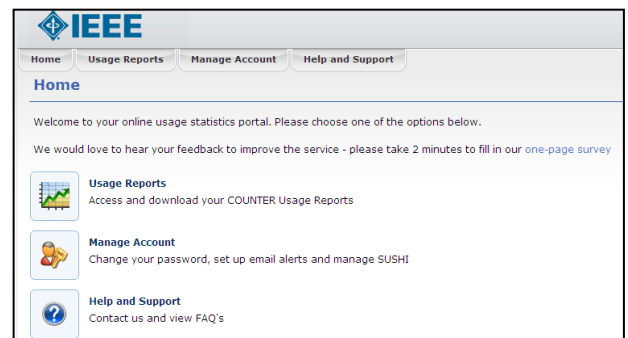 IEEE
Home Usage Reports Manage Account Help and Support
Home
Welcome to your online usage statistics portal. Please choose one of the options below.
We would love to hear your feedback to improve the service - please take 2 minutes to fill in our one-page survey
Usage Reports
Access and download your COUNTER Usage Reports
Manage Account
Change your password, set up email alerts and manage SUSHI
Help and Support
Contact us and view FAQ's